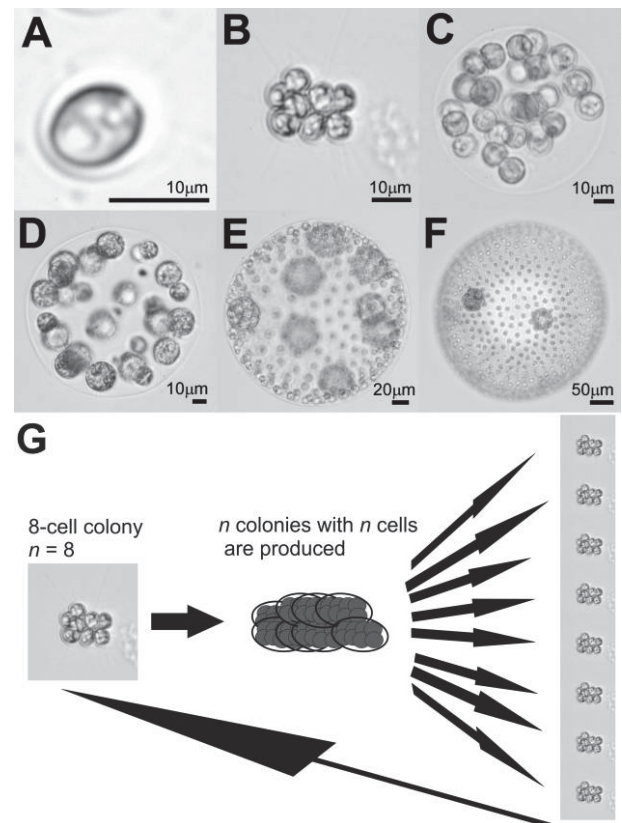 A
B
C
10µm
10µm
10µm
D
E
F
10µm
20µm
50µm
G
8-cell colony
n = 8
n colonies with n cells
are produced